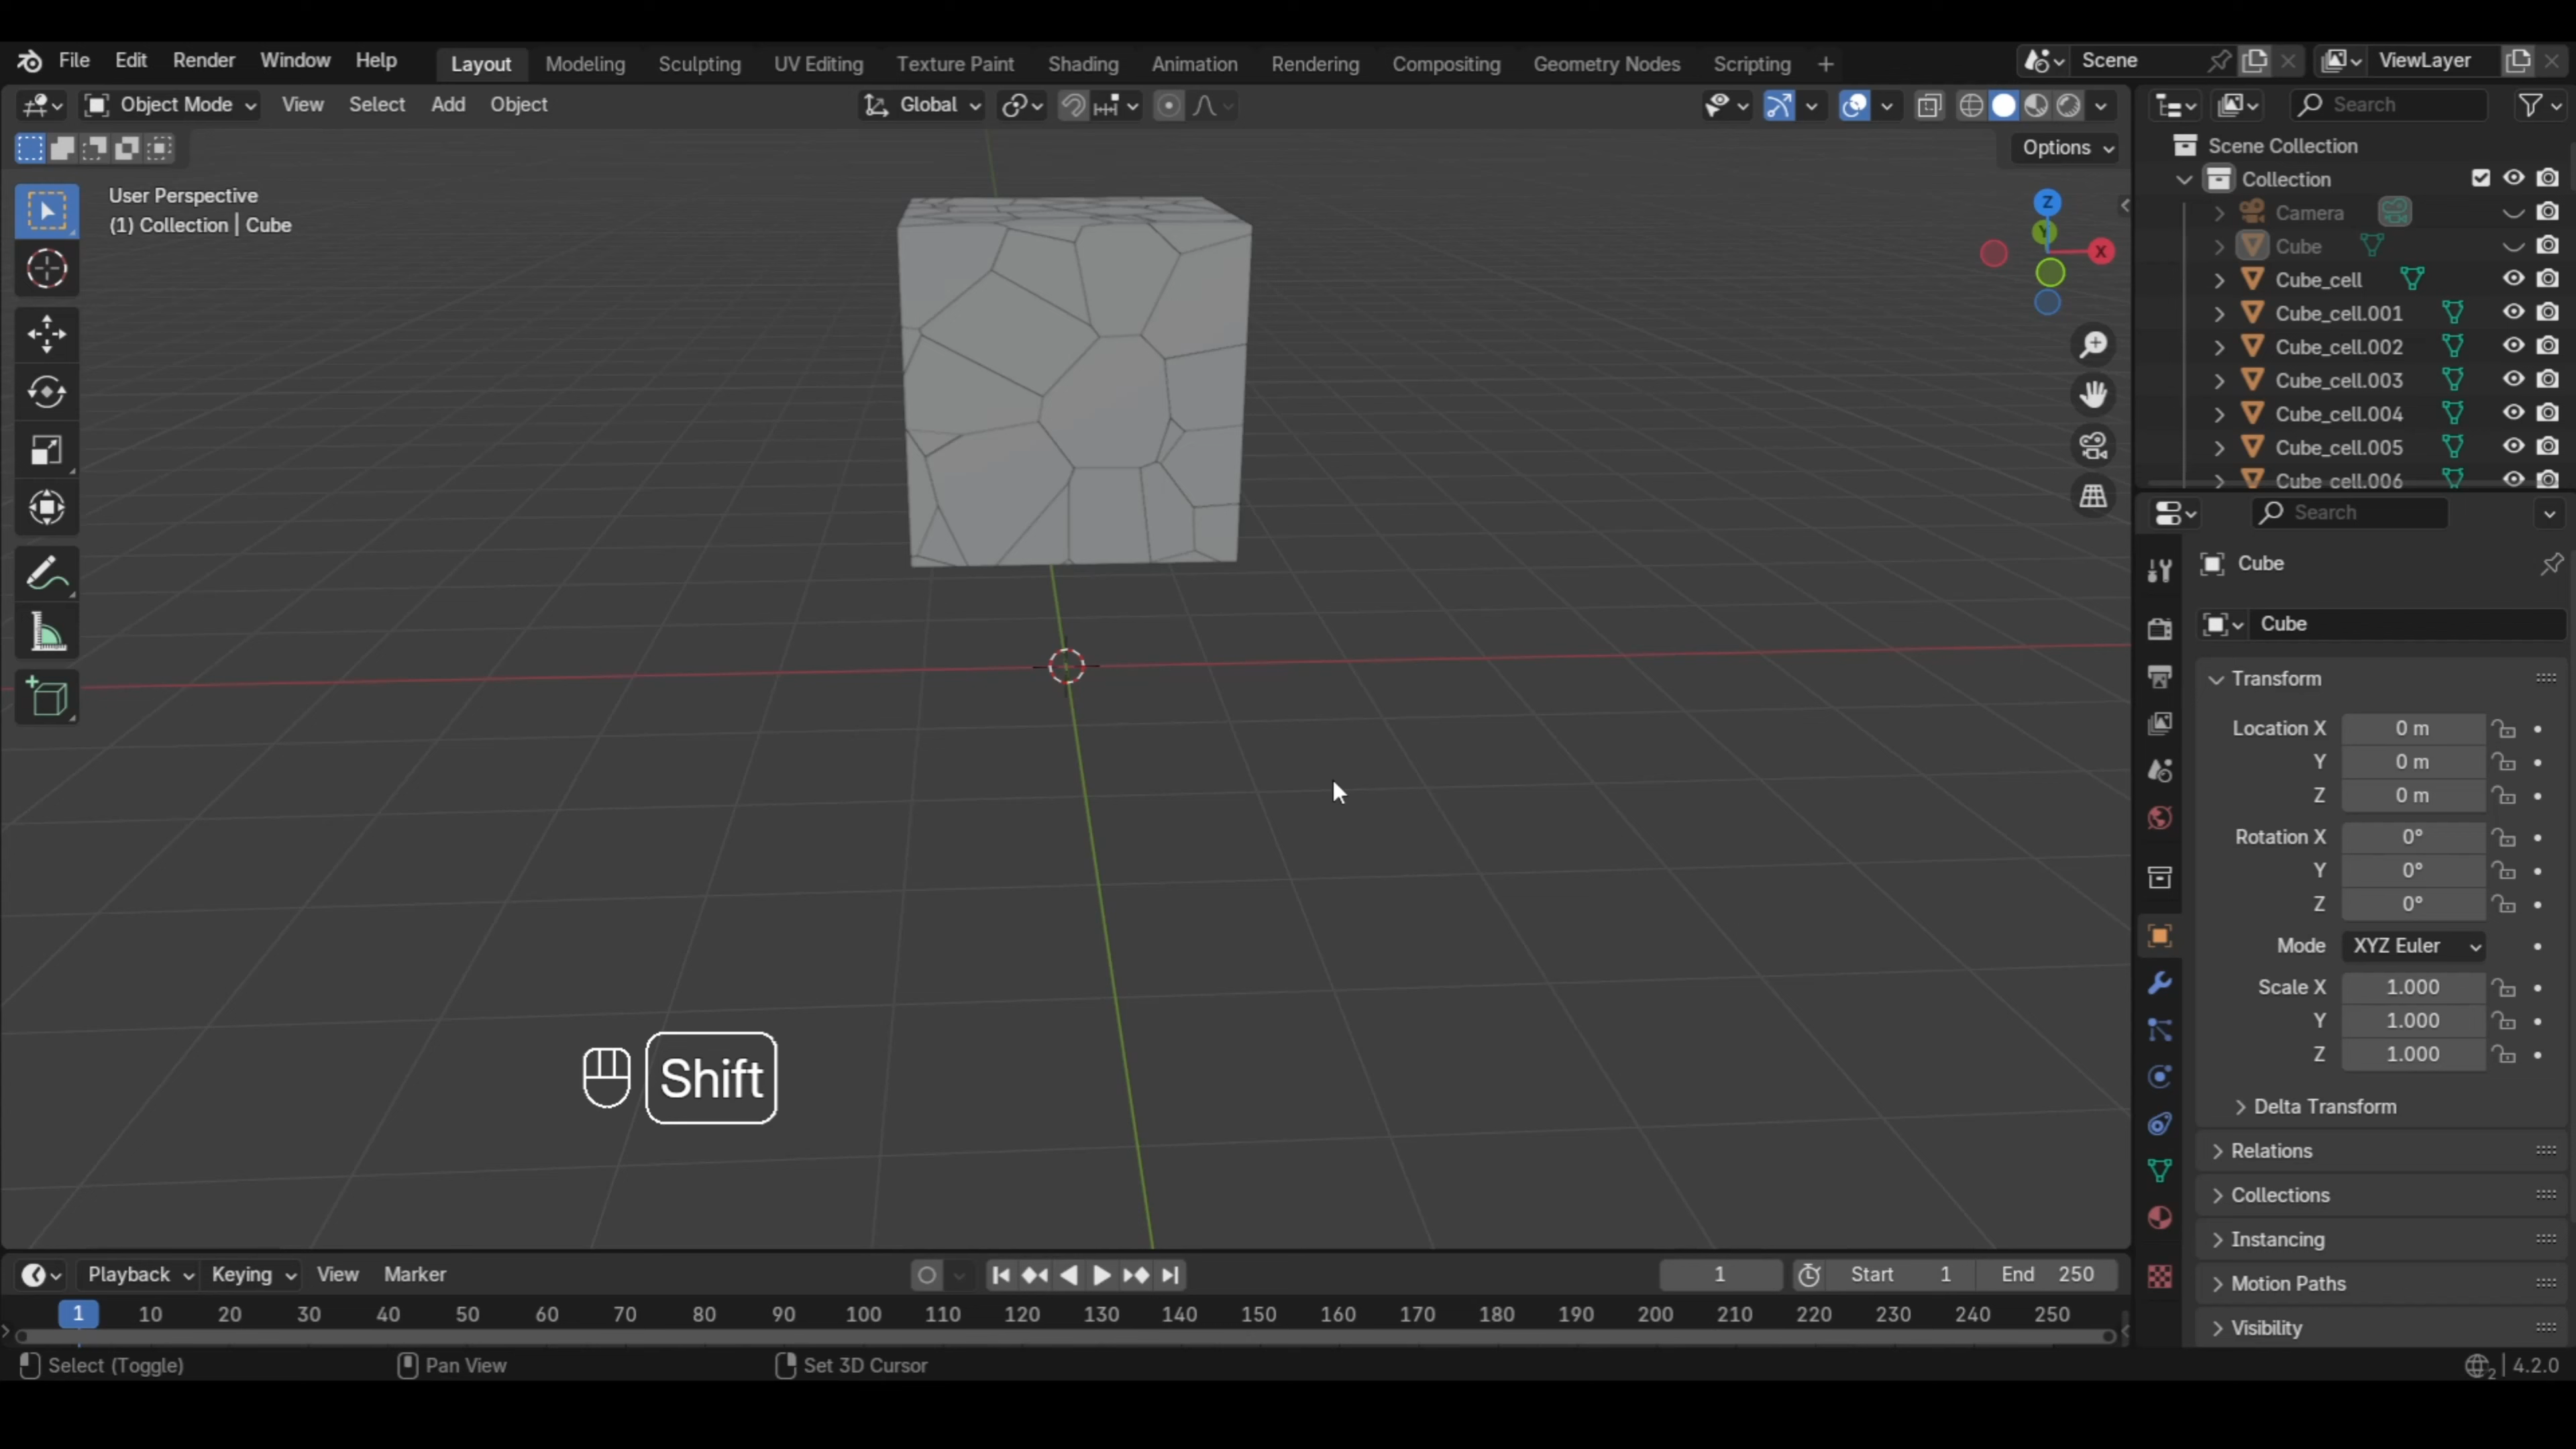 File Edit Render Window Help Layout Modeling Sculpting UV Editing Texture Paint Shading Animation Rendering Compositing Geometry Nodes Scripting + Scene ViewLayer
Object Mode View Select Add Object Global Search
Options
User Perspective
(1) Collection | Cube
Z
Y
X
Scene Collection
Collection
Camera
Cube
Cube_cell
Cube_cell.001
Cube_cell.002
Cube_cell.003
Cube_cell.004
Cube_cell.005
Cube_cell.006
Search
Cube
Cube
Transform
Location X 0 m
Y 0 m
Z 0 m
Rotation X 0°
Y 0°
Z 0°
Mode XYZ Euler
Scale X 1.000
Y 1.000
Z 1.000
Delta Transform
Relations
Collections
Instancing
Motion Paths
Visibility
Shift
Playback Keying View Marker 1 Start 1 End 250
1 10 20 30 40 50 60 70 80 90 100 110 120 130 140 150 160 170 180 190 200 210 220 230 240 250
Select (Toggle) Pan View Set 3D Cursor 2 4.2.0